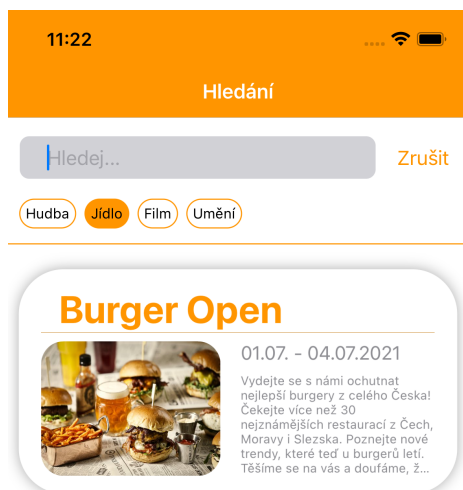 11:22
Hledání
Hledej...
Zrušit
Hudba
Jídlo
Film
Umění
Burger Open
01.07. - 04.07.2021
Vydejte se s námi ochutnat
nejlepší burgery z celého Česka!
Čekejte více než 30
nejznámějších restaurací z Čech,
Moravy i Slezska. Poznejte nové
trendy, které teď u burgerů letí.
Těšíme se na vás a doufáme, ž...